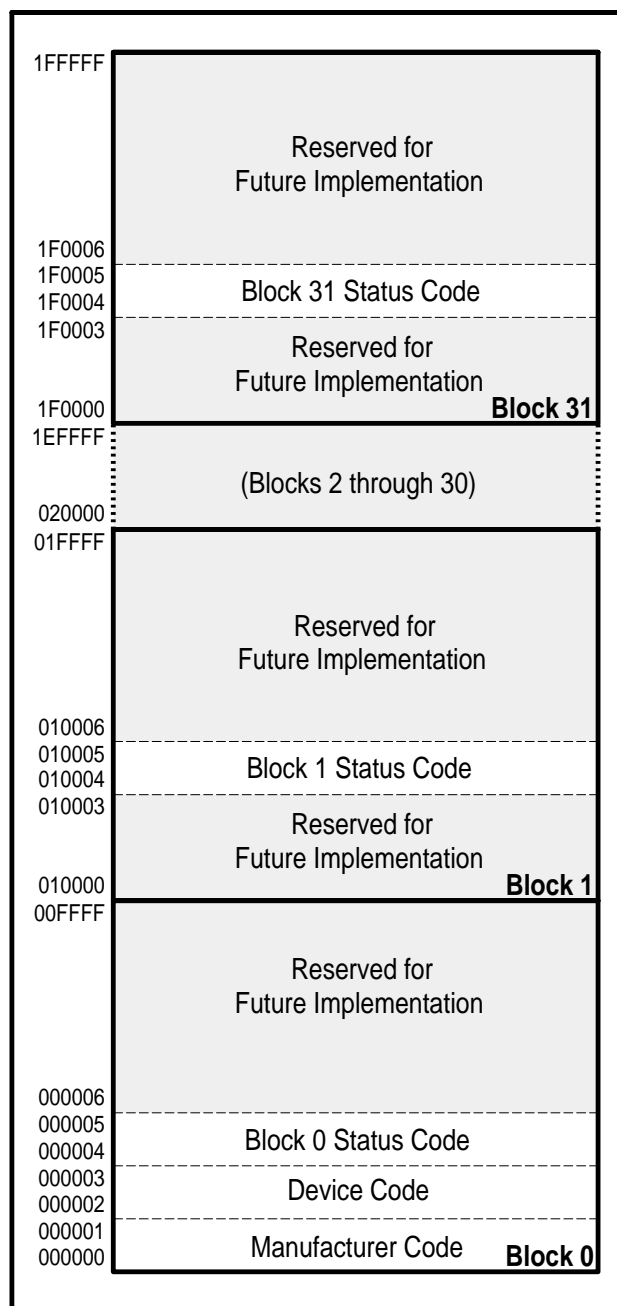 1FFFFF
Reserved for
Future Implementation
1F0006
1F0005
Block 31 Status Code
1F0004
1F0003
Reserved for
Future Implementation
1F0000
Block 31
1EFFFF
(Blocks 2 through 30)
020000
01FFFF
Reserved for
Future Implementation
010006
010005
Block 1 Status Code
010004
010003
Reserved for
Future Implementation
010000
Block 1
00FFFF
Reserved for
Future Implementation
000006
000005
Block 0 Status Code
000004
000003
Device Code
000002
000001
Manufacturer Code
000000
Block 0